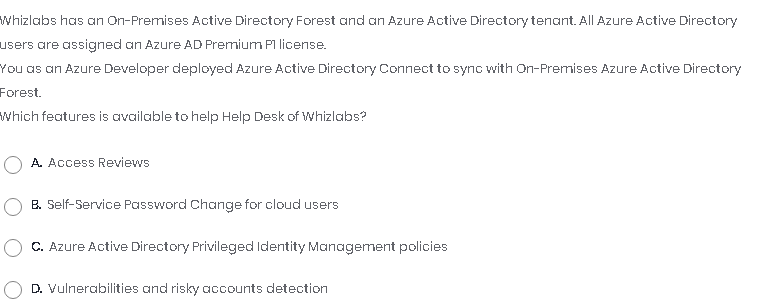 Whizlabs has an On-Premises Active Directory Forest and an Azure Active Directory tenant. All Azure Active Directory
users are assigned an Azure AD Premium P1 license.
You as an Azure Developer deployed Azure Active Directory Connect to sync with On-Premises Azure Active Directory
Forest.
Which features is available to help Help Desk of Whizlabs?
A. Access Reviews
B. Self-Service Password Change for cloud users
C. Azure Active Directory Privileged Identity Management policies
D. Vulnerabilities and risky accounts detection